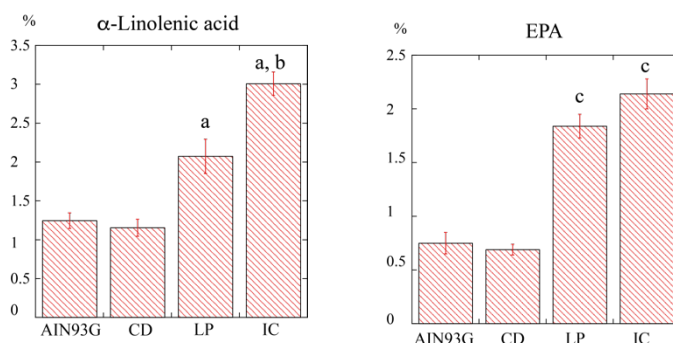 α-Linolenic acid
%
3.5
3
2.5
2
1.5
1
0.5
0
a
a, b
AIN93G CD LP IC
EPA
%
2.5
2
1.5
1
0.5
0
c
c
AIN93G CD LP IC